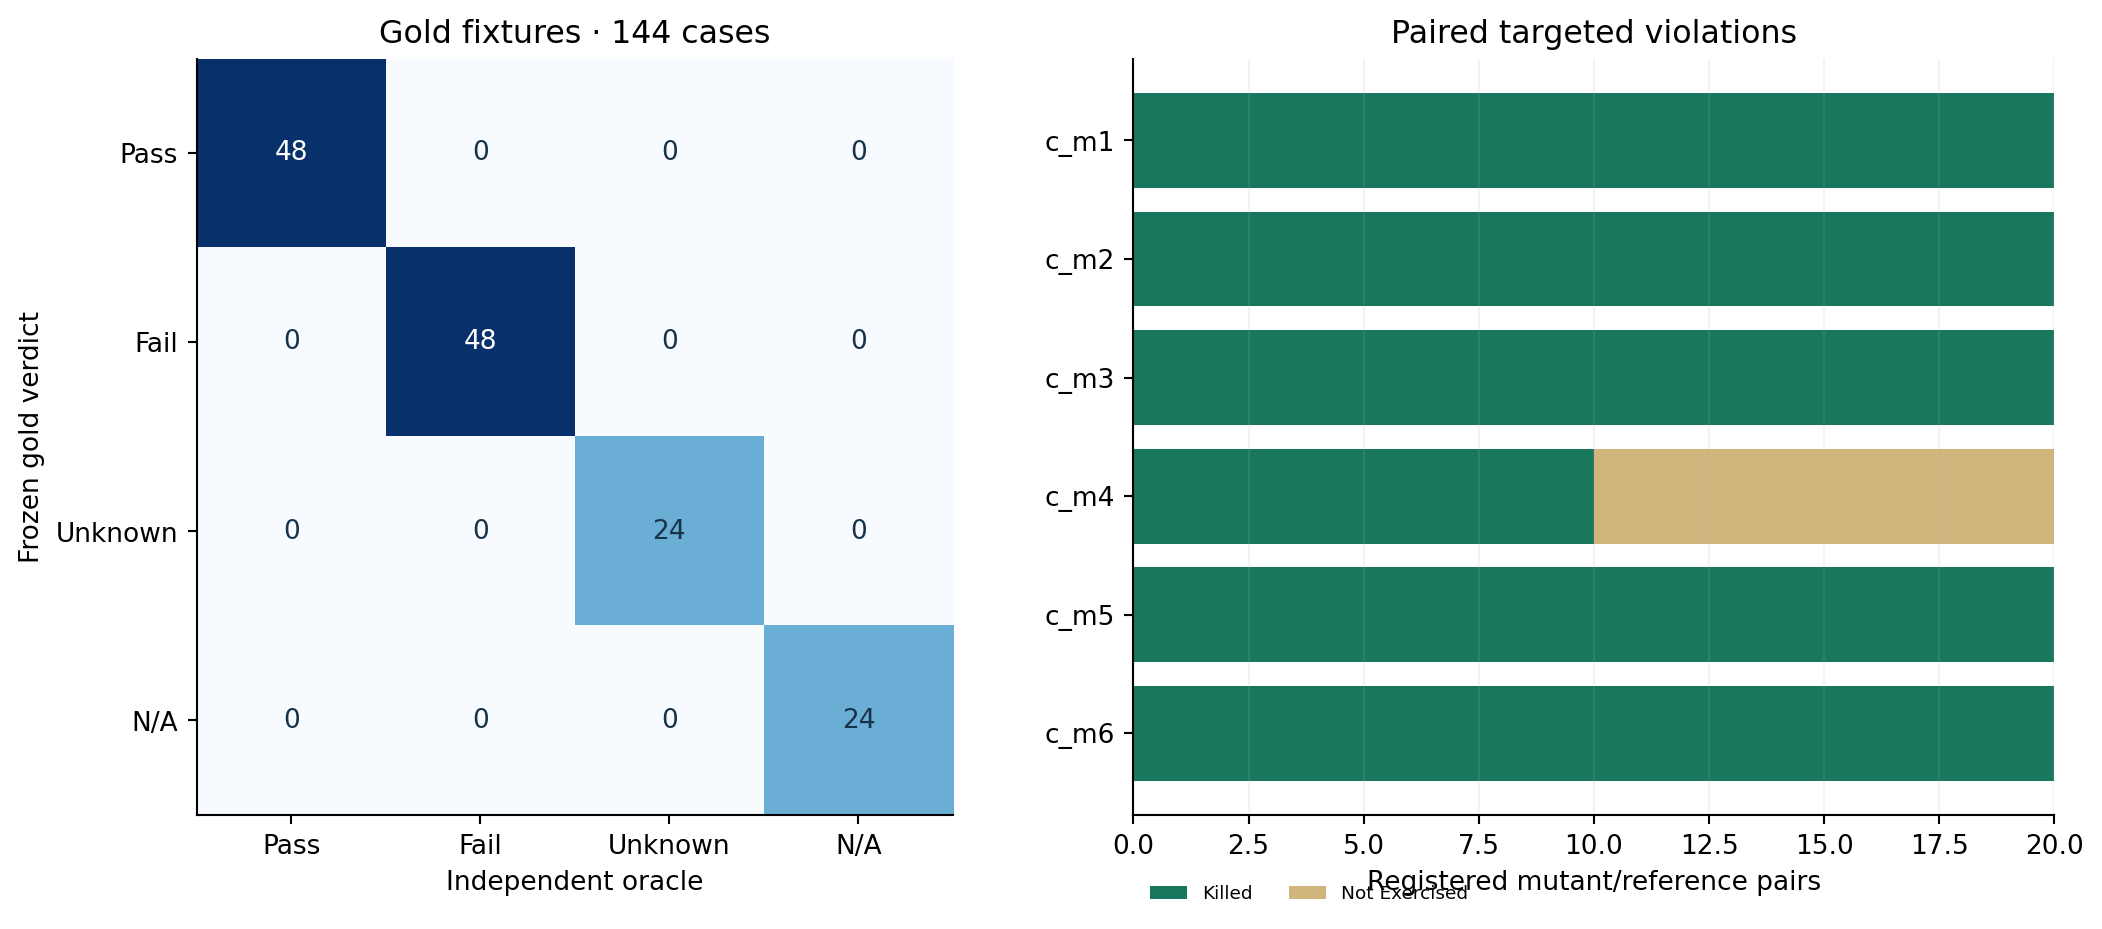 Gold fixtures · 144 cases
Frozen gold verdict
Pass 48 0 0 0
Fail 0 48 0 0
Unknown 0 0 24 0
N/A 0 0 0 24
Pass Fail Unknown N/A
Independent oracle
Paired targeted violations
c_m1
c_m2
c_m3
c_m4
c_m5
c_m6
0.0 2.5 5.0 7.5 10.0 12.5 15.0 17.5 20.0
Registered mutant/reference pairs
Killed Not Exercised